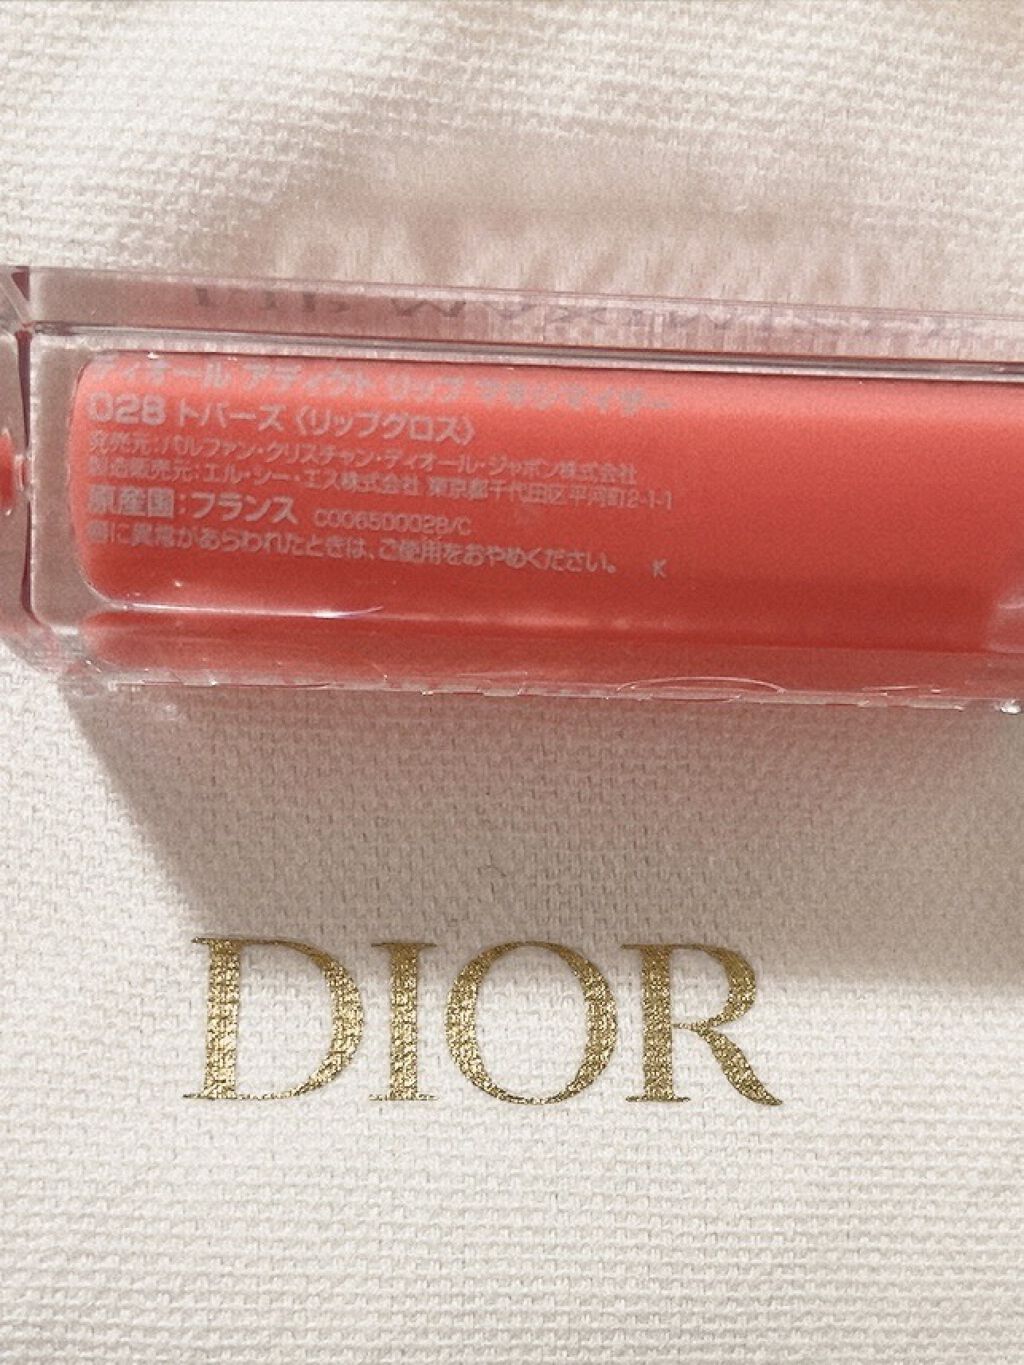 ディオール アディクト リップ マキシマイザー
028 トパーズ〈リップグロス〉
発売元:パルファン・クリスチャン・ディオール・ジャポン株式会社
製造販売元:エル・シー・エス株式会社 東京都千代田区平河町2-1-1
原産国:フランス C006500028/C
唇に異常があらわれたときは、ご使用をおやめください。 K
DIOR